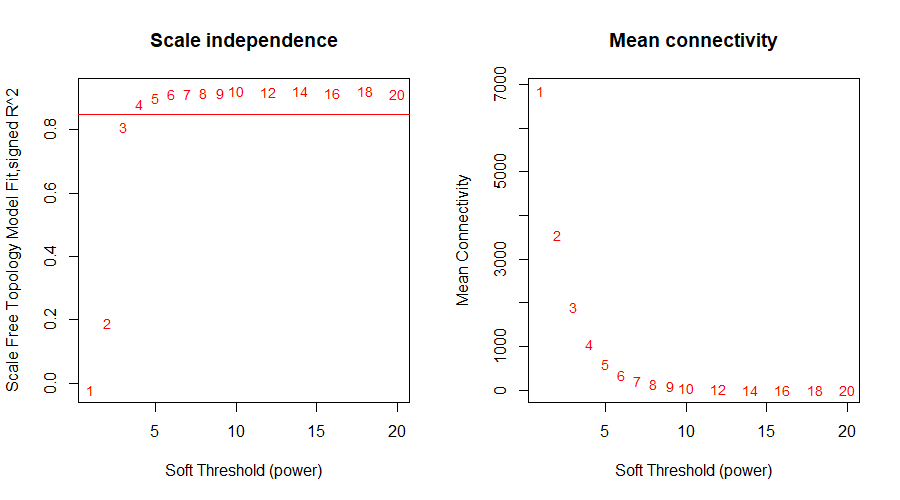 Scale independence
Scale Free Topology Model Fit,signed R^2
0.0 0.2 0.4 0.6 0.8
1 2 3 4 5 6 7 8 9 10 12 14 16 18 20
5 10 15 20
Soft Threshold (power)
Mean connectivity
Mean Connectivity
0 1000 3000 5000 7000
1 2 3 4 5 6 7 8 9 10 12 14 16 18 20
5 10 15 20
Soft Threshold (power)